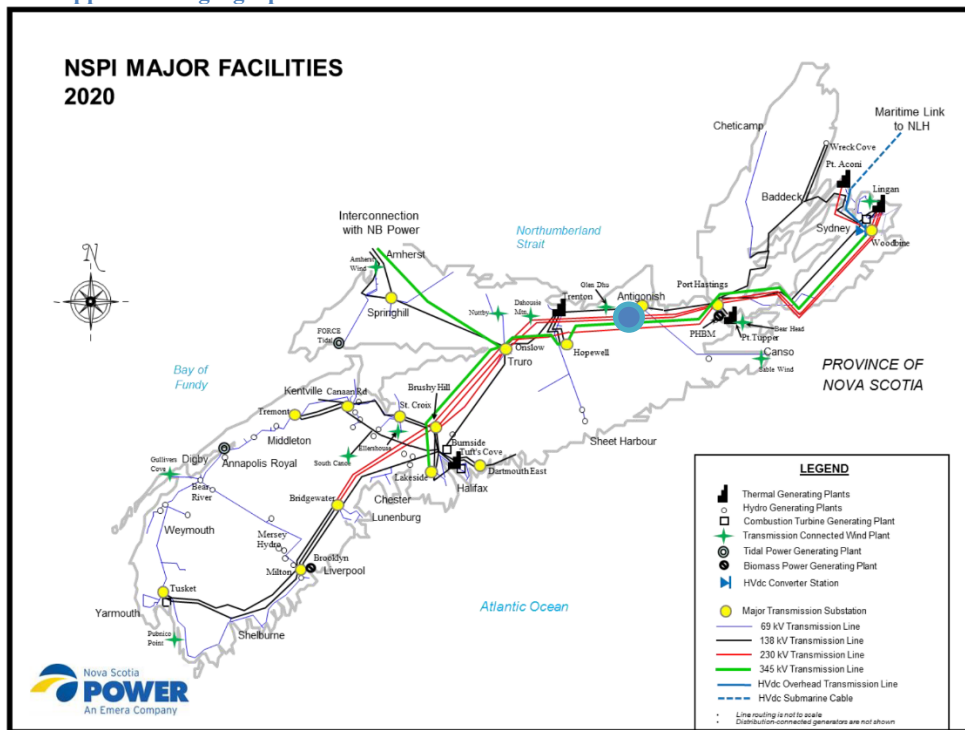 NSPI MAJOR FACILITIES
2020
Maritime Link
to NLH
Cheticamp
Wreck Cove
Pt. Aconi
Lingan
Baddeck
Sydney
Woodbine
Interconnection
with NB Power
Northumberland
Strait
Amherst
Amherst
Wind
Springhill
Nuttby
Dalhousie
Mtn.
Glen Dhu
Trenton
Antigonish
Port Hastings
PHBM
Pt. Tupper
Bear Head
Canso
Sable Wind
FORCE
Tidal
Onslow
Truro
Hopewell
PROVINCE OF
NOVA SCOTIA
Bay of
Fundy
Kentville
Canaan Rd
Brushy Hill
St. Croix
Tremont
Middleton
Ellershouse
Burnside
Tuft's Cove
Sheet Harbour
Digby
Annapolis Royal
South Canoe
Lakeside
Halifax
Dartmouth East
Gullivers
Cove
Bear
River
Bridgewater
Chester
Lunenburg
Weymouth
Mersey
Hydro
Brooklyn
Milton
Liverpool
Tusket
Yarmouth
Shelburne
Pubnico
Point
Atlantic Ocean
N
LEGEND
Thermal Generating Plants
Hydro Generating Plants
Combustion Turbine Generating Plant
Transmission Connected Wind Plant
Tidal Power Generating Plant
Biomass Power Generating Plant
HVdc Converter Station
Major Transmission Substation
69 kV Transmission Line
138 kV Transmission Line
230 kV Transmission Line
345 kV Transmission Line
HVdc Overhead Transmission Line
HVdc Submarine Cable
• Line routing is not to scale
• Distribution-connected generators are not shown
Nova Scotia
POWER
An Emera Company